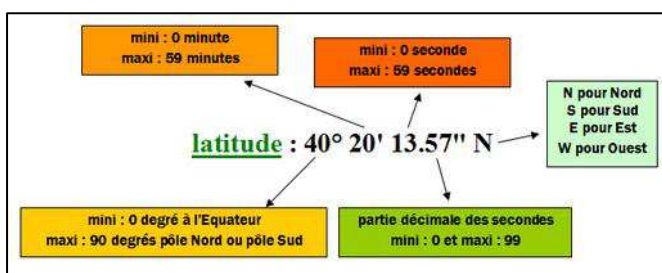 mini : 0 minute
maxi : 59 minutes
mini : 0 seconde
maxi : 59 secondes
N pour Nord
S pour Sud
E pour Est
W pour Ouest
latitude : 40° 20' 13.57" N
mini : 0 degré à l'Equateur
maxi : 90 degrés pôle Nord ou pôle Sud
partie décimale des secondes
mini : 0 et maxi : 99